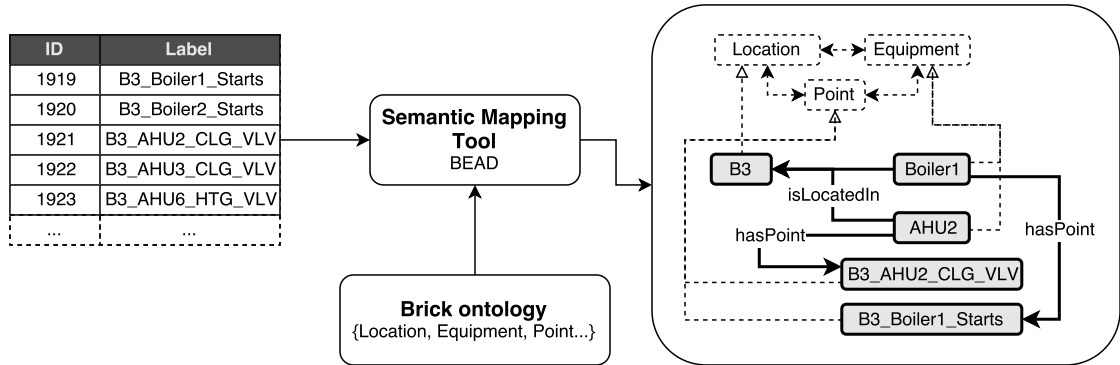 ID Label
1919 B3_Boiler1_Starts
1920 B3_Boiler2_Starts
1921 B3_AHU2_CLG_VLV
1922 B3_AHU3_CLG_VLV
1923 B3_AHU6_HTG_VLV
... ...
Semantic Mapping
Tool
BEAD
Brick ontology
{Location, Equipment, Point...}
Location
Equipment
Point
B3
Boiler1
isLocatedIn
AHU2
hasPoint
hasPoint
B3_AHU2_CLG_VLV
B3_Boiler1_Starts